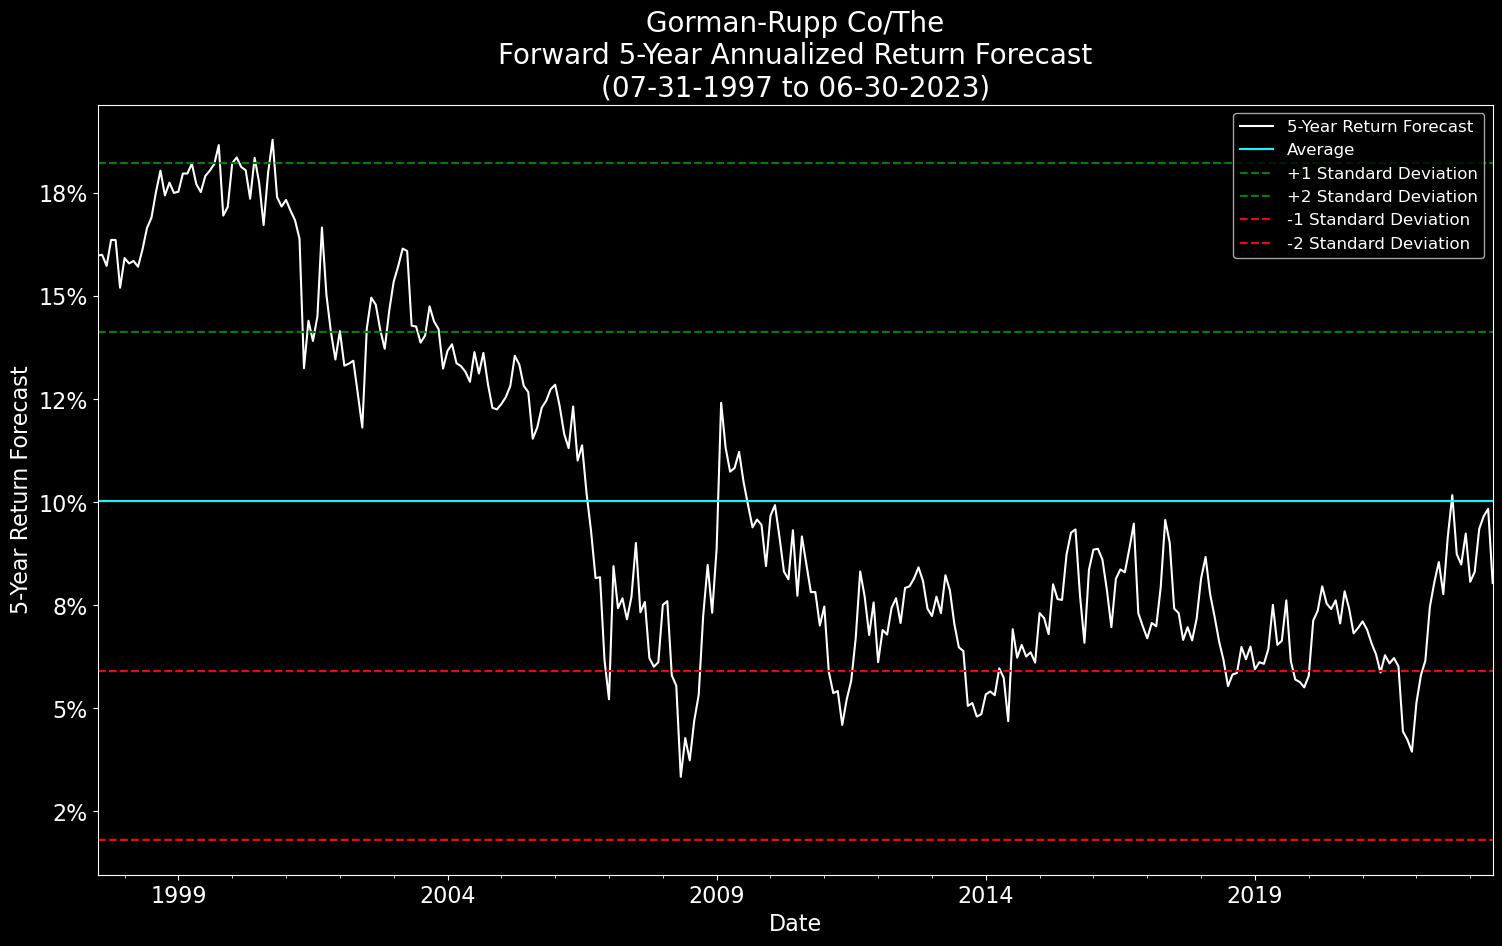 Gorman-Rupp Co/The
Forward 5-Year Annualized Return Forecast
(07-31-1997 to 06-30-2023)
5-Year Return Forecast
Average
+1 Standard Deviation
+2 Standard Deviation
-1 Standard Deviation
-2 Standard Deviation
18%
15%
12%
10%
8%
5%
2%
5-Year Return Forecast
1999
2004
2009
2014
2019
Date